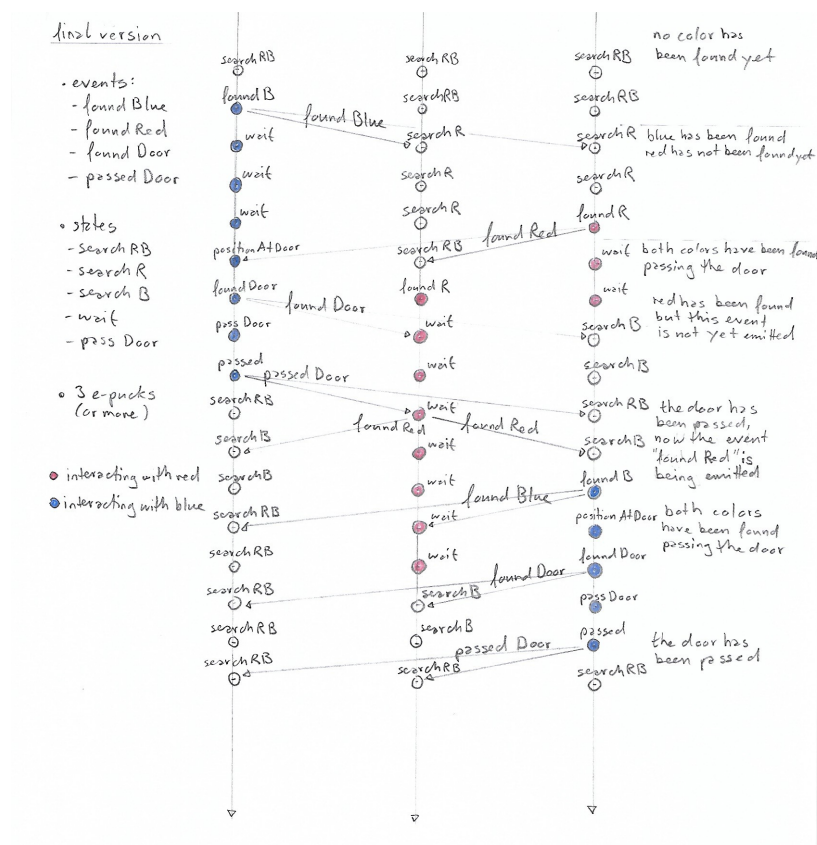 final version
• events:
- found Blue
- found Red
- found Door
- passed Door
• states
- search RB
- search R
- search B
- wait
- pass Door
• 3 e-pucks
(or more)
interacting with red
interacting with blue
search RB
found B
wait
wait
wait
positionAtDoor
found Door
pass Door
passed
search RB
search B
search B
search RB
search RB
search RB
search RB
search RB
found Blue
found Door
passed Door
found Red
search RB
search RB
search R
search R
search R
search RB
found R
wait
wait
wait
wait
wait
wait
wait
search B
search B
search RB
found Red
found Red
found Blue
found Door
passed Door
search RB
search RB
search R
search R
found R
wait
wait
search B
search B
search RB
search B
found B
positionAtDoor
found Door
pass Door
passed
search RB
no color has
been found yet
blue has been found
red has not been found yet
both colors have been found
passing the door
red has been found
but this event
is not yet emitted
the door has
been passed,
now the event
"found Red" is
being emitted
both colors
have been found
passing the door
the door has
been passed